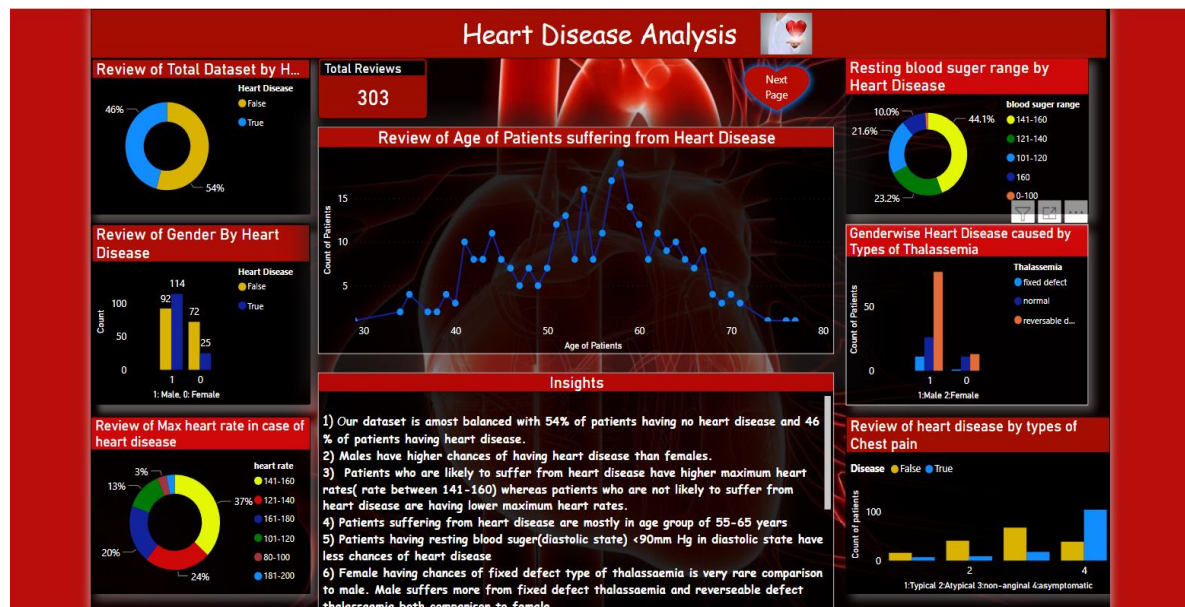 Heart Disease Analysis
Review of Total Dataset by H...
Heart Disease
False
True
46%
54%
Total Reviews
303
Next
Page
Resting blood suger range by
Heart Disease
blood suger range
141-160
121-140
101-120
160
0-100
10.0%
44.1%
21.6%
23.2%
Review of Age of Patients suffering from Heart Disease
Count of Patients
15
10
5
30
40
50
60
70
80
Age of Patients
Review of Gender By Heart
Disease
Heart Disease
False
True
Count
100
50
0
92
114
72
25
1
0
1: Male, 0: Female
Genderwise Heart Disease caused by
Types of Thalassemia
Thalassemia
fixed defect
normal
reversable d...
Count of Patients
50
0
1
0
1:Male 2:Female
Review of Max heart rate in case of
heart disease
heart rate
141-160
121-140
161-180
101-120
80-100
181-200
3%
13%
37%
20%
24%
Insights
1) Our dataset is amost balanced with 54% of patients having no heart disease and 46
% of patients having heart disease.
2) Males have higher chances of having heart disease than females.
3) Patients who are likely to suffer from heart disease have higher maximum heart
rates( rate between 141-160) whereas patients who are not likely to suffer from
heart disease are having lower maximum heart rates.
4) Patients suffering from heart disease are mostly in age group of 55-65 years
5) Patients having resting blood suger(diastolic state) <90mm Hg in diastolic state have
less chances of heart disease
6) Female having chances of fixed defect type of thalassaemia is very rare comparison
to male. Male suffers more from fixed defect thalassaemia and reverseable defect
thalassaemia both comparison to female
Review of heart disease by types of
Chest pain
Disease
False
True
Count of patients
100
0
2
4
1:Typical 2:Atypical 3:non-anginal 4:asymptomatic